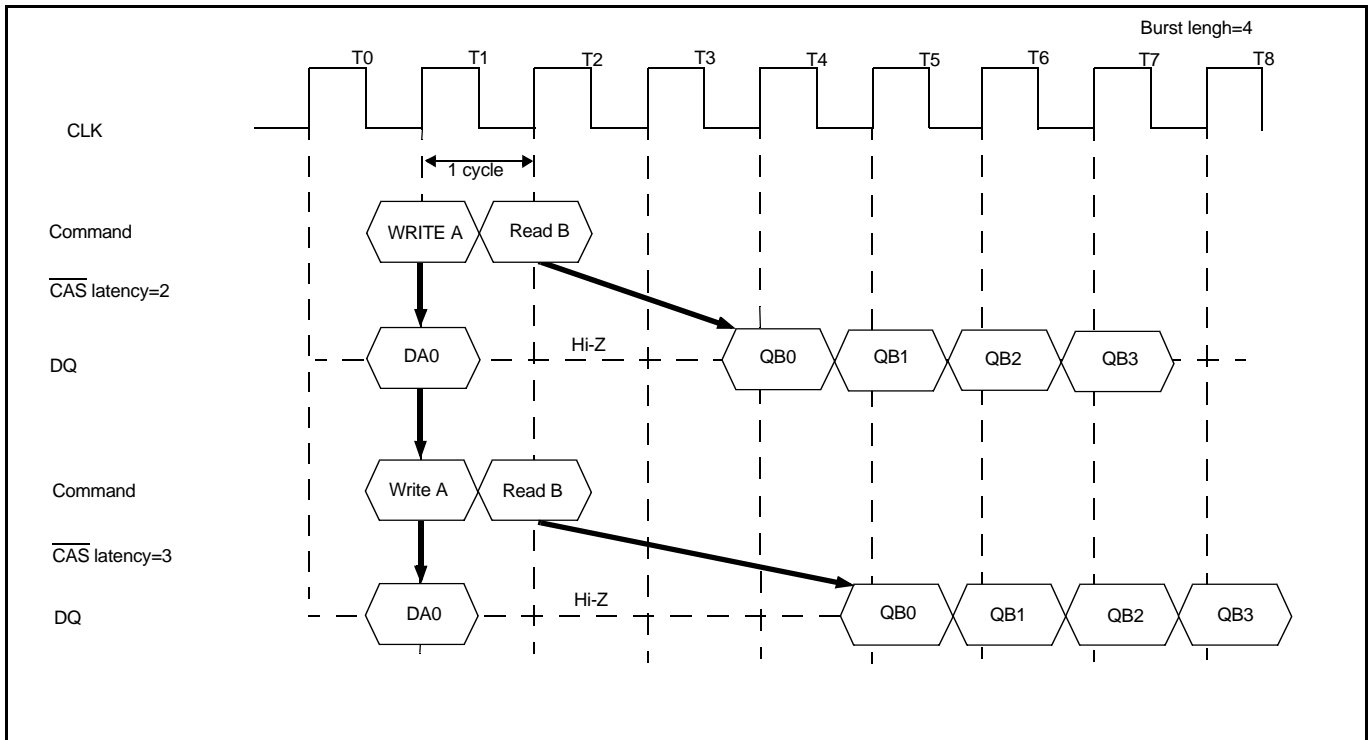 Burst lengh=4
T0 T1 T2 T3 T4 T5 T6 T7 T8
CLK
1 cycle
Command WRITE A Read B
CAS latency=2
DQ DA0 Hi-Z QB0 QB1 QB2 QB3
Command Write A Read B
CAS latency=3
DQ DA0 Hi-Z QB0 QB1 QB2 QB3